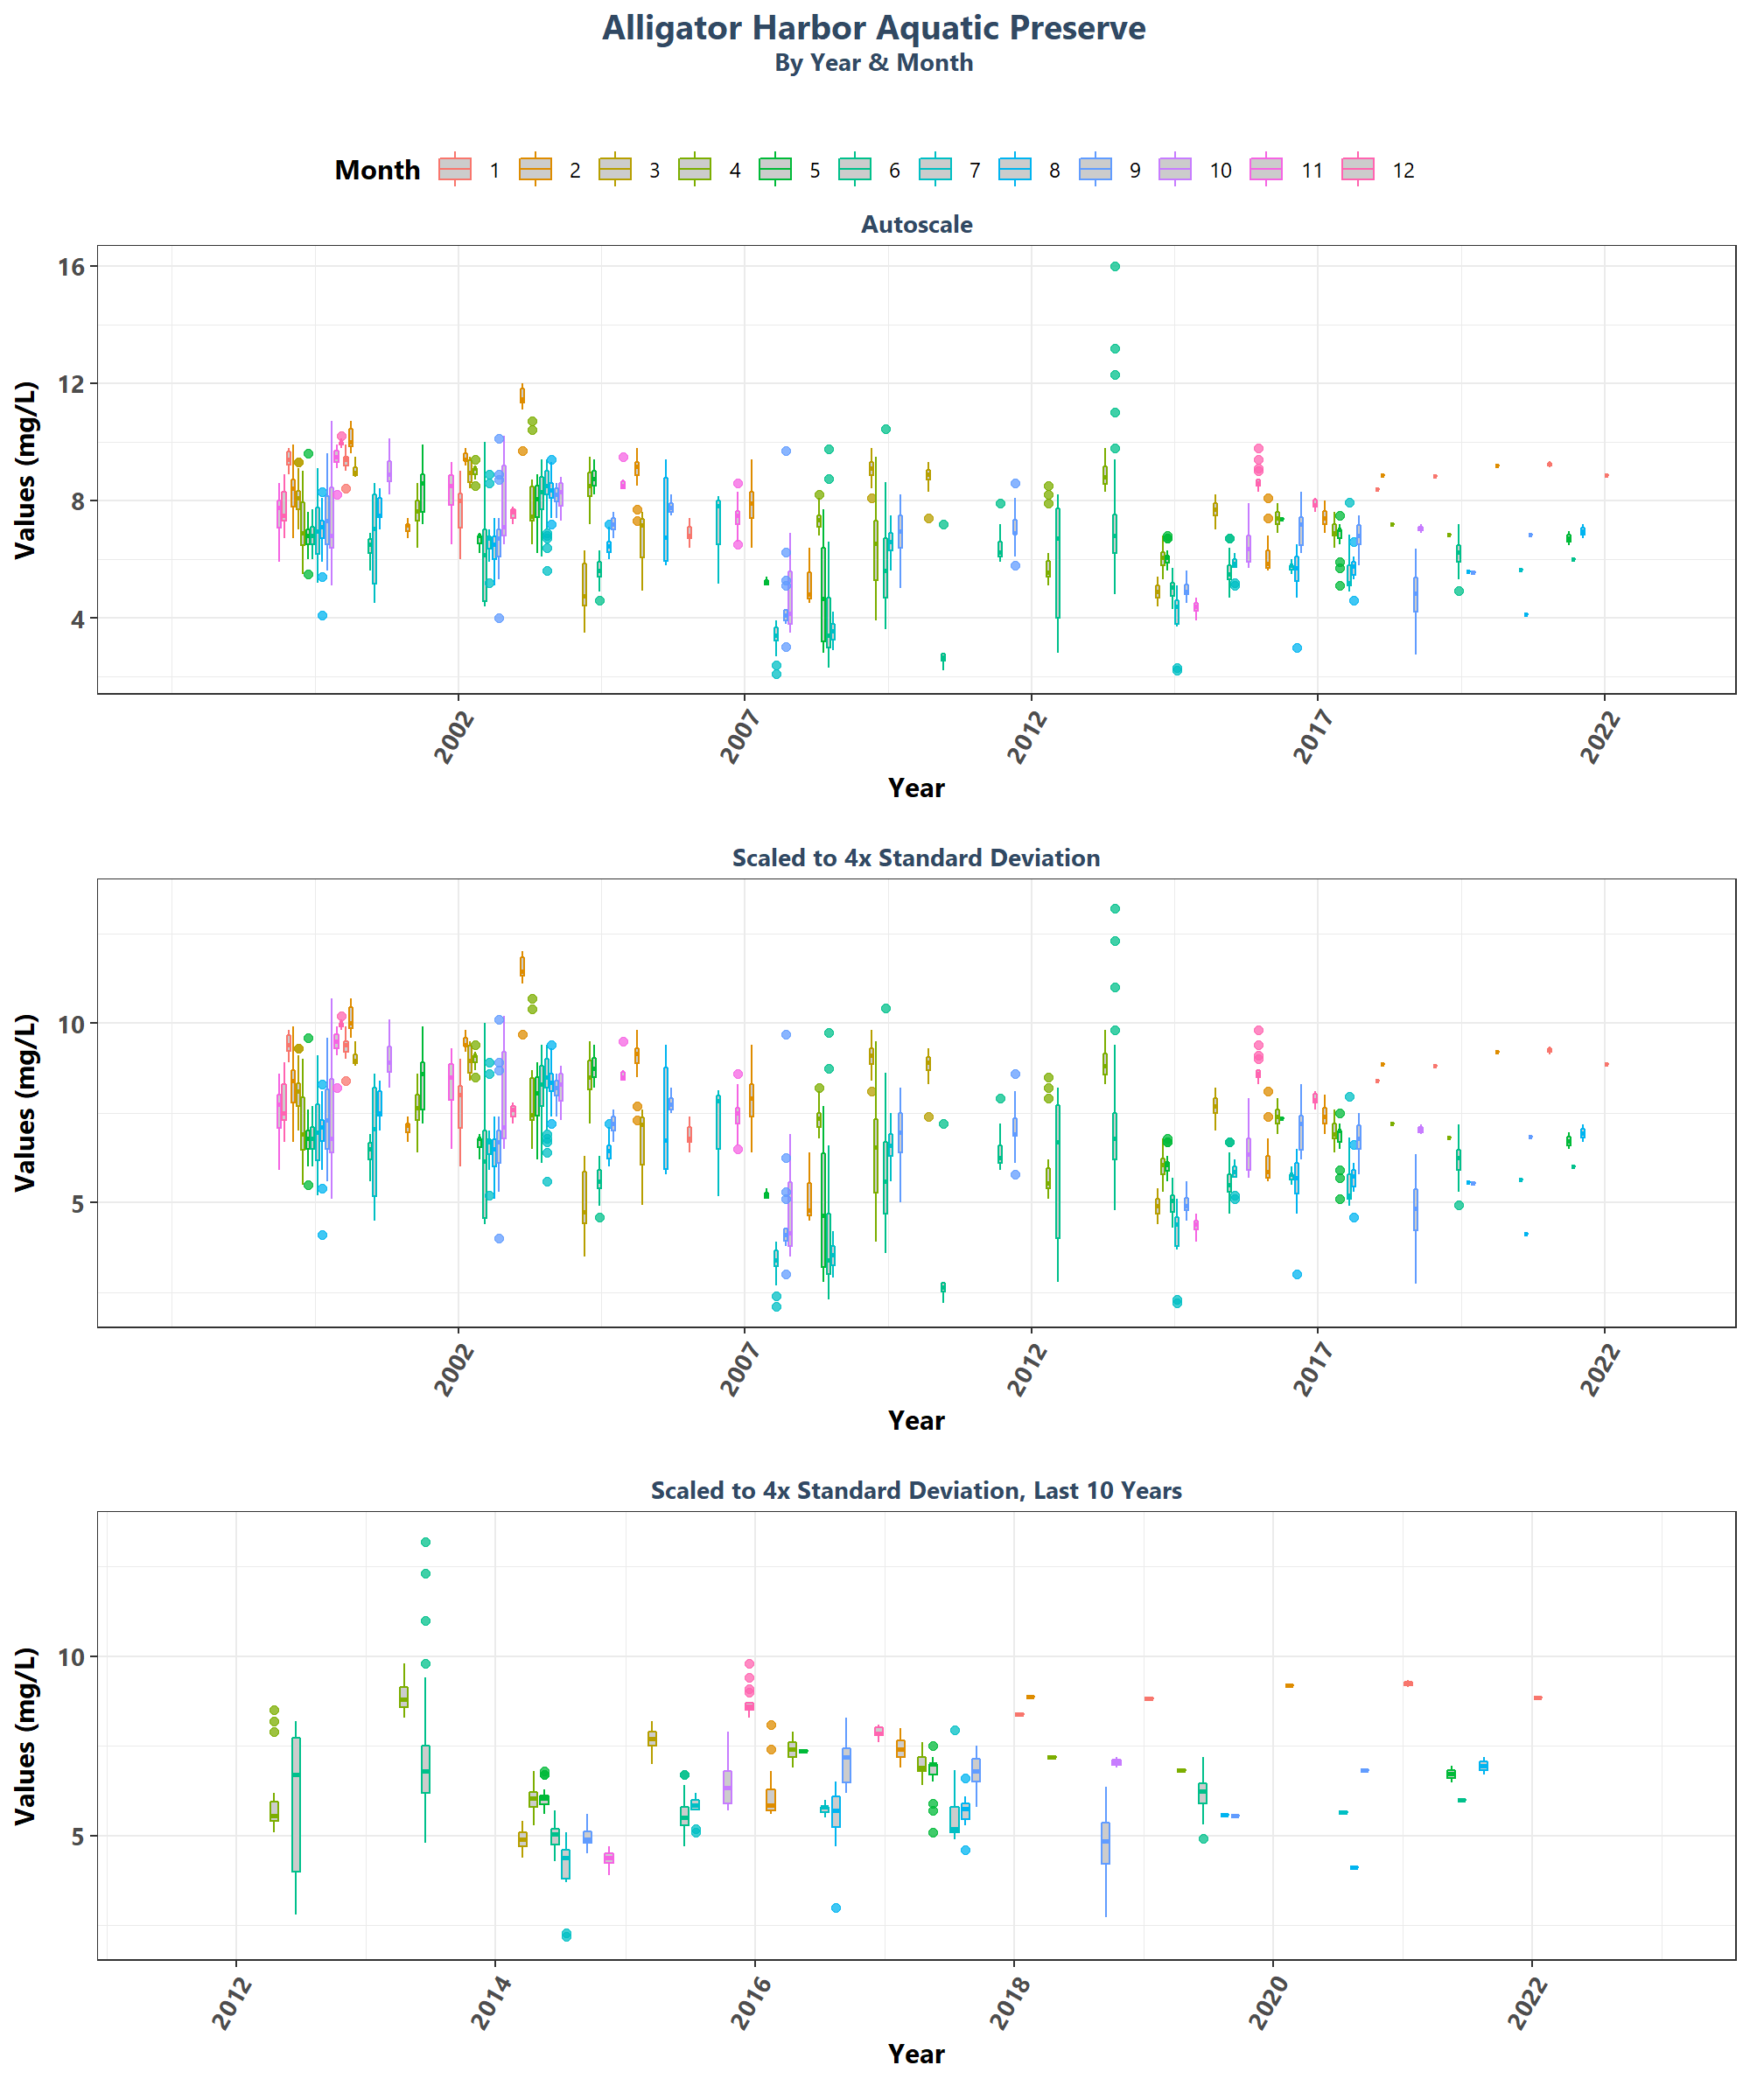 Alligator Harbor Aquatic Preserve
By Year & Month
Month 1 2 3 4 5 6 7 8 9 10 11 12
Autoscale
Values (mg/L)
16
12
8
4
2002 2007 2012 2017 2022
Year
Scaled to 4x Standard Deviation
Values (mg/L)
10
5
2002 2007 2012 2017 2022
Year
Scaled to 4x Standard Deviation, Last 10 Years
Values (mg/L)
10
5
2012 2014 2016 2018 2020 2022
Year